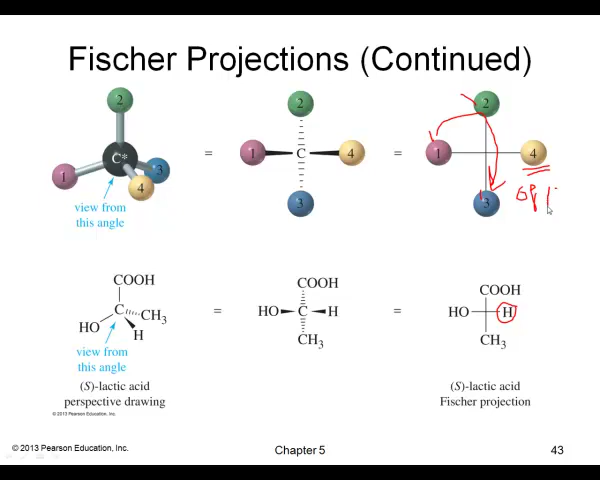 Fischer Projections (Continued)
2
2
2
1 C* 3 4
=
1 C 4
=
1 4
3
3
view from
this angle
COOH
C CH3
HO H
=
COOH
HO C H
CH3
=
COOH
HO H
CH3
view from
this angle
(S)-lactic acid
perspective drawing
(S)-lactic acid
Fischer projection
© 2013 Pearson Education, Inc.
© 2013 Pearson Education, Inc.
Chapter 5
43